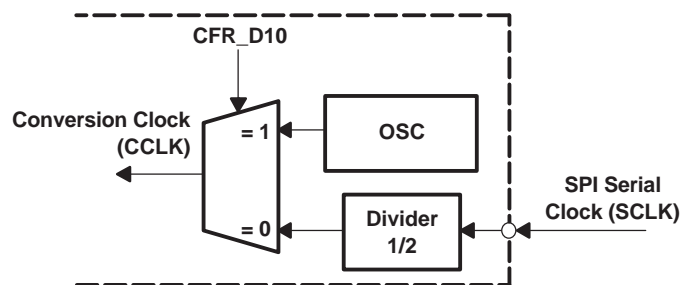 CFR_D10
Conversion Clock
(CCLK)
= 1
OSC
SPI Serial
Clock (SCLK)
= 0
Divider
1/2